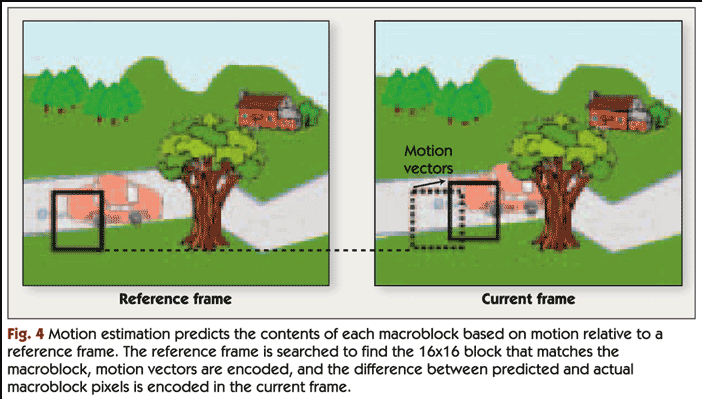 Motion
vectors
Reference frame
Current frame
Fig. 4 Motion estimation predicts the contents of each macroblock based on motion relative to a
reference frame. The reference frame is searched to find the 16x16 block that matches the
macroblock, motion vectors are encoded, and the difference between predicted and actual
macroblock pixels is encoded in the current frame.